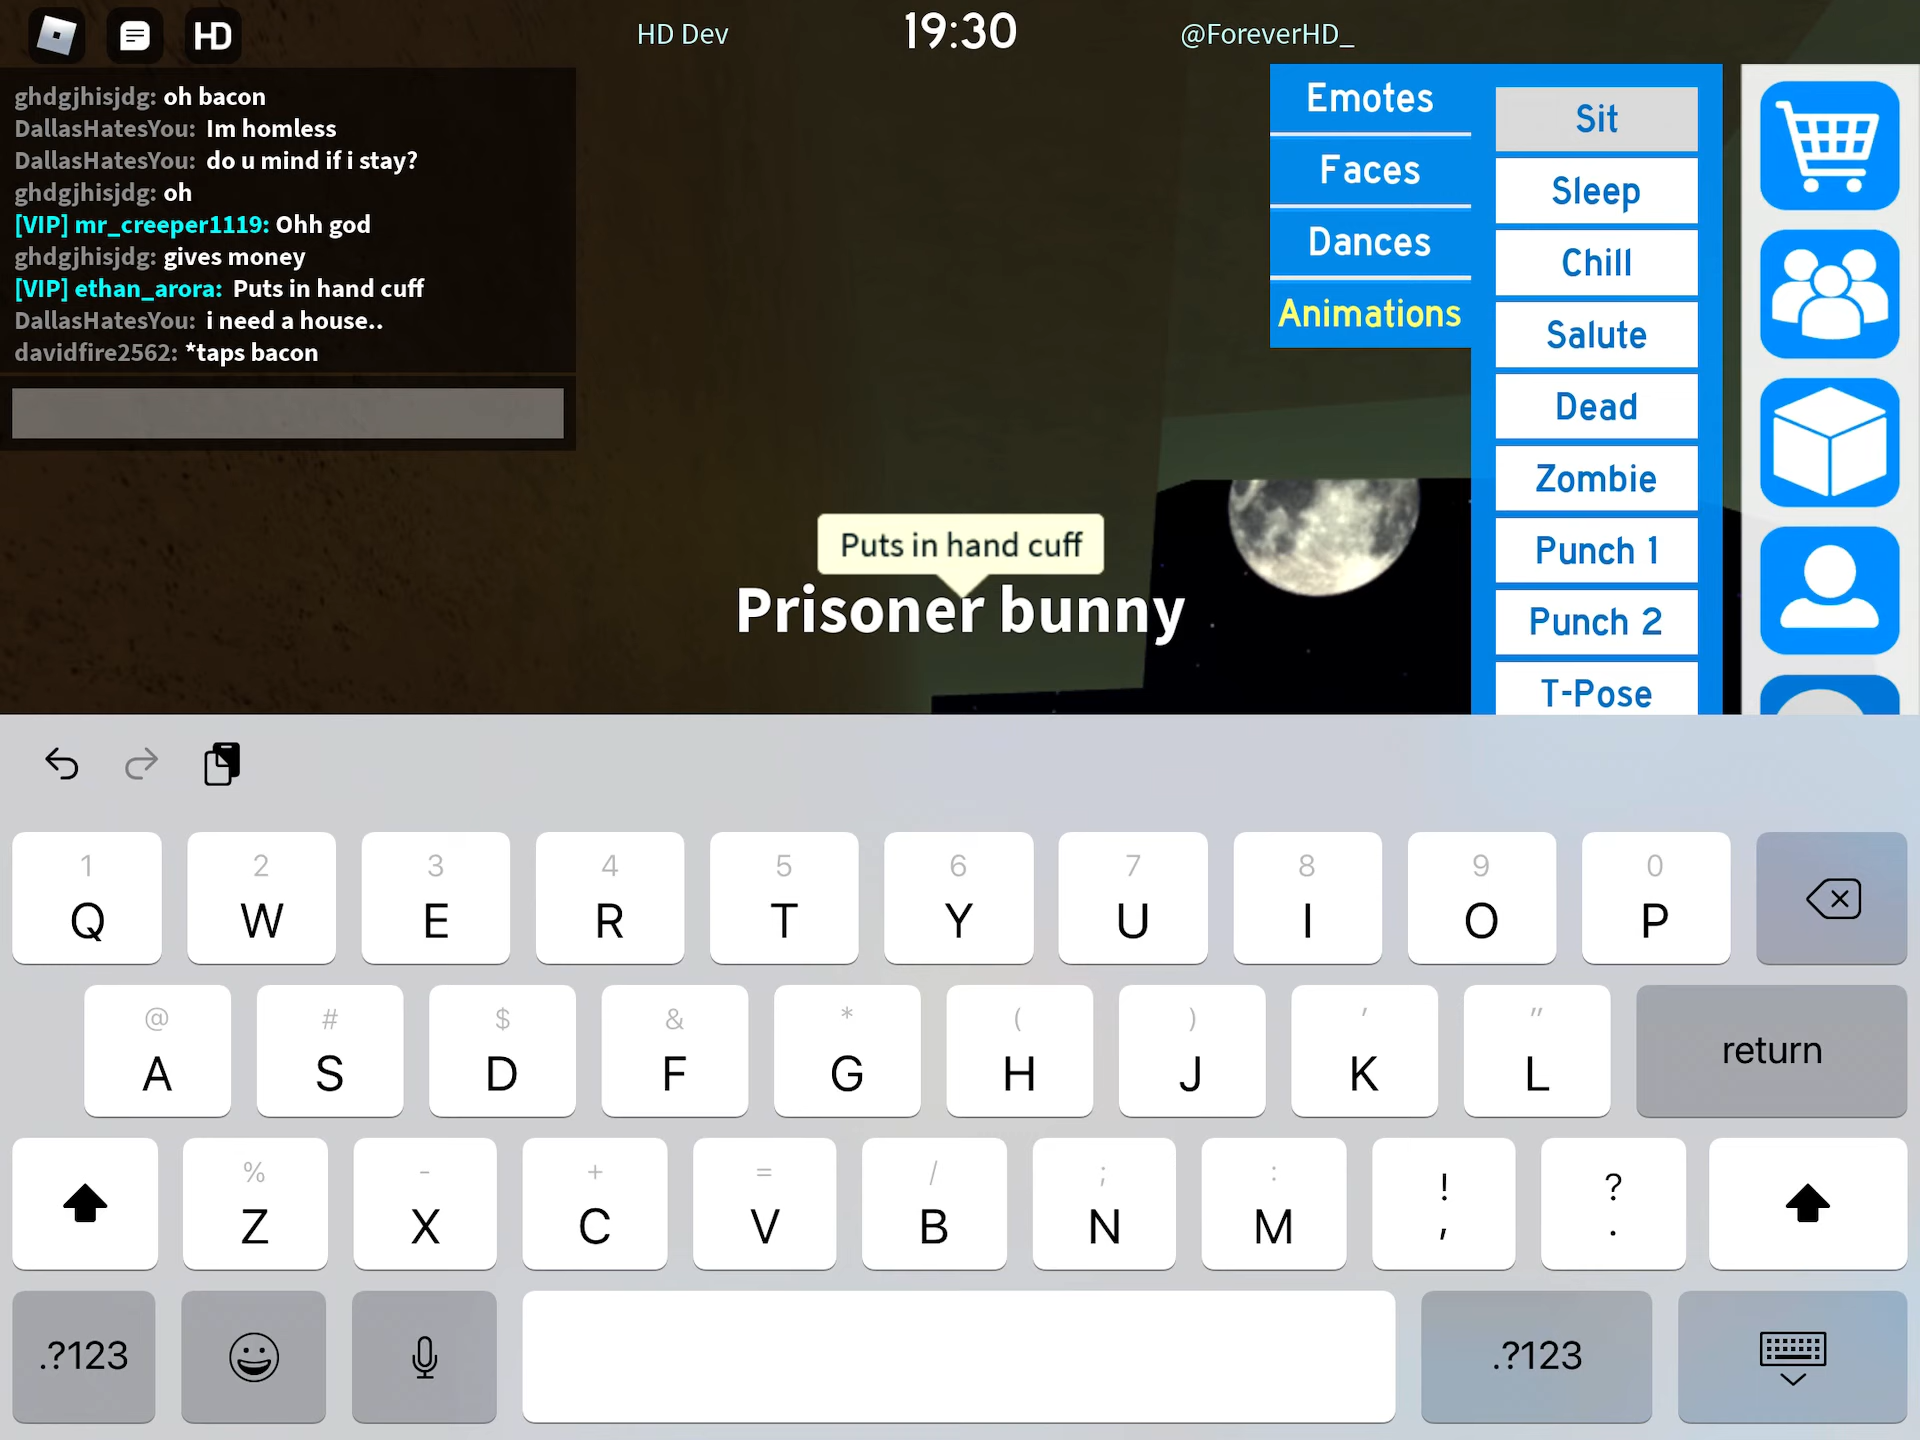 HD
HD Dev
19:30
@ForeverHD_
ghdgjhisjdg: oh bacon
DallasHatesYou: Im homless
DallasHatesYou: do u mind if i stay?
ghdgjhisjdg: oh
[VIP] mr_creeper1119: Ohh god
ghdgjhisjdg: gives money
[VIP] ethan_arora: Puts in hand cuff
DallasHatesYou: i need a house..
davidfire2562: *taps bacon
Emotes
Faces
Dances
Animations
Sit
Sleep
Chill
Salute
Dead
Zombie
Punch 1
Punch 2
T-Pose
Puts in hand cuff
Prisoner bunny
1 2 3 4 5 6 7 8 9 0
Q W E R T Y U I O P
@ # $ & * ( ) ' "
A S D F G H J K L return
% - + = / ; : ! ?
Z X C V B N M , .
.?123 .?123